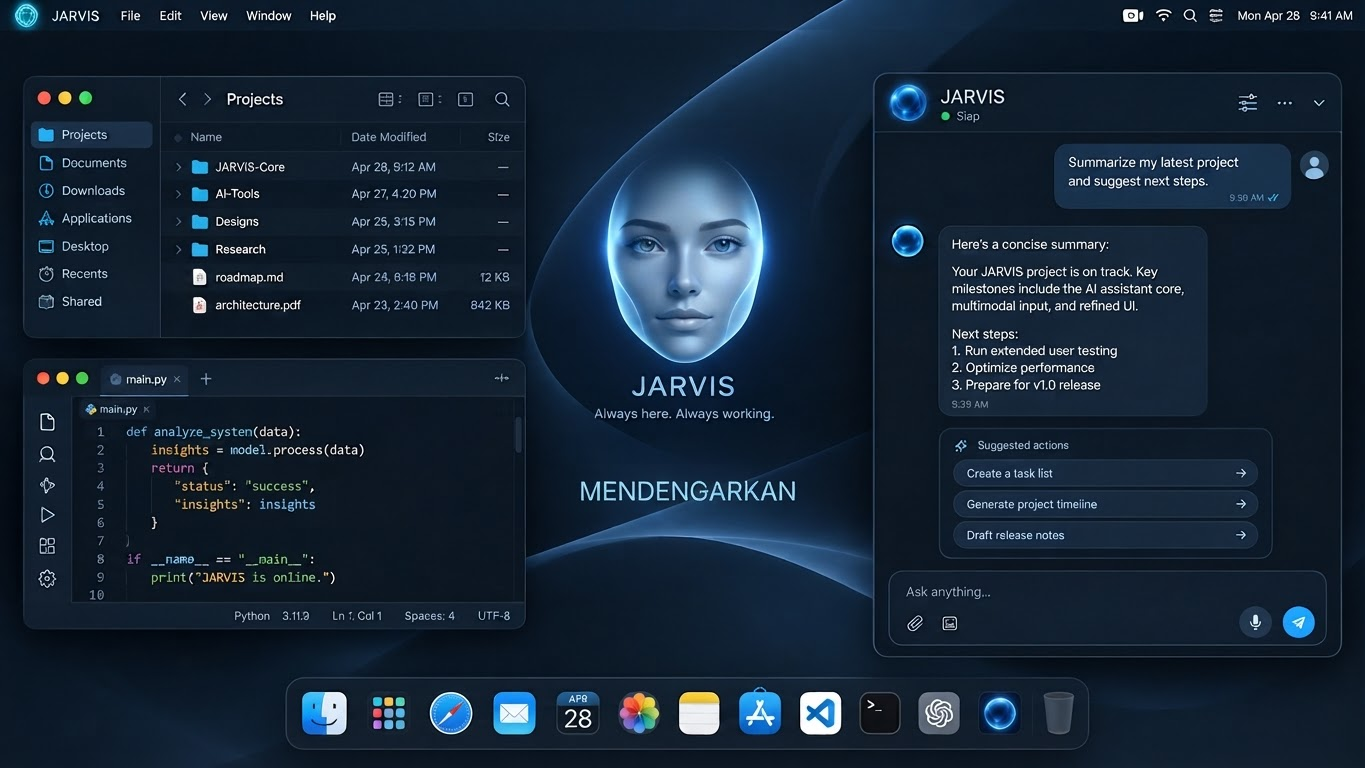 JARVIS File Edit View Window Help
Mon Apr 28 9:41 AM
Projects
Projects
Documents
Downloads
Applications
Desktop
Recents
Shared
Name Date Modified Size
JARVIS-Core Apr 28, 9:12 AM —
AI-Tools Apr 27, 4.20 PM —
Designs Apr 25, 3:15 PM —
Research Apr 25, 1:22 PM —
roadmap.md Apr 24, 6:18 PM 12 KB
architecture.pdf Apr 23, 2:40 PM 842 KB
main.py
main.py
1 def analyze_system(data):
2 insights = model.process(data)
3 return {
4 "status": "success",
5 "insights": insights
6 }
7
8 if __name__ == "__main__":
9 print("JARVIS is online.")
10
Python 3.11.9 Ln 1, Col 1 Spaces: 4 UTF-8
JARVIS
Always here. Always working.
MENDENGARKAN
JARVIS
Siap
Summarize my latest project
and suggest next steps.
9:50 AM
Here's a concise summary:
Your JARVIS project is on track. Key
milestones include the AI assistant core,
multimodal input, and refined UI.
Next steps:
1. Run extended user testing
2. Optimize performance
3. Prepare for v1.0 release
9.39 AM
Suggested actions
Create a task list
Generate project timeline
Draft release notes
Ask anything...
APR
28